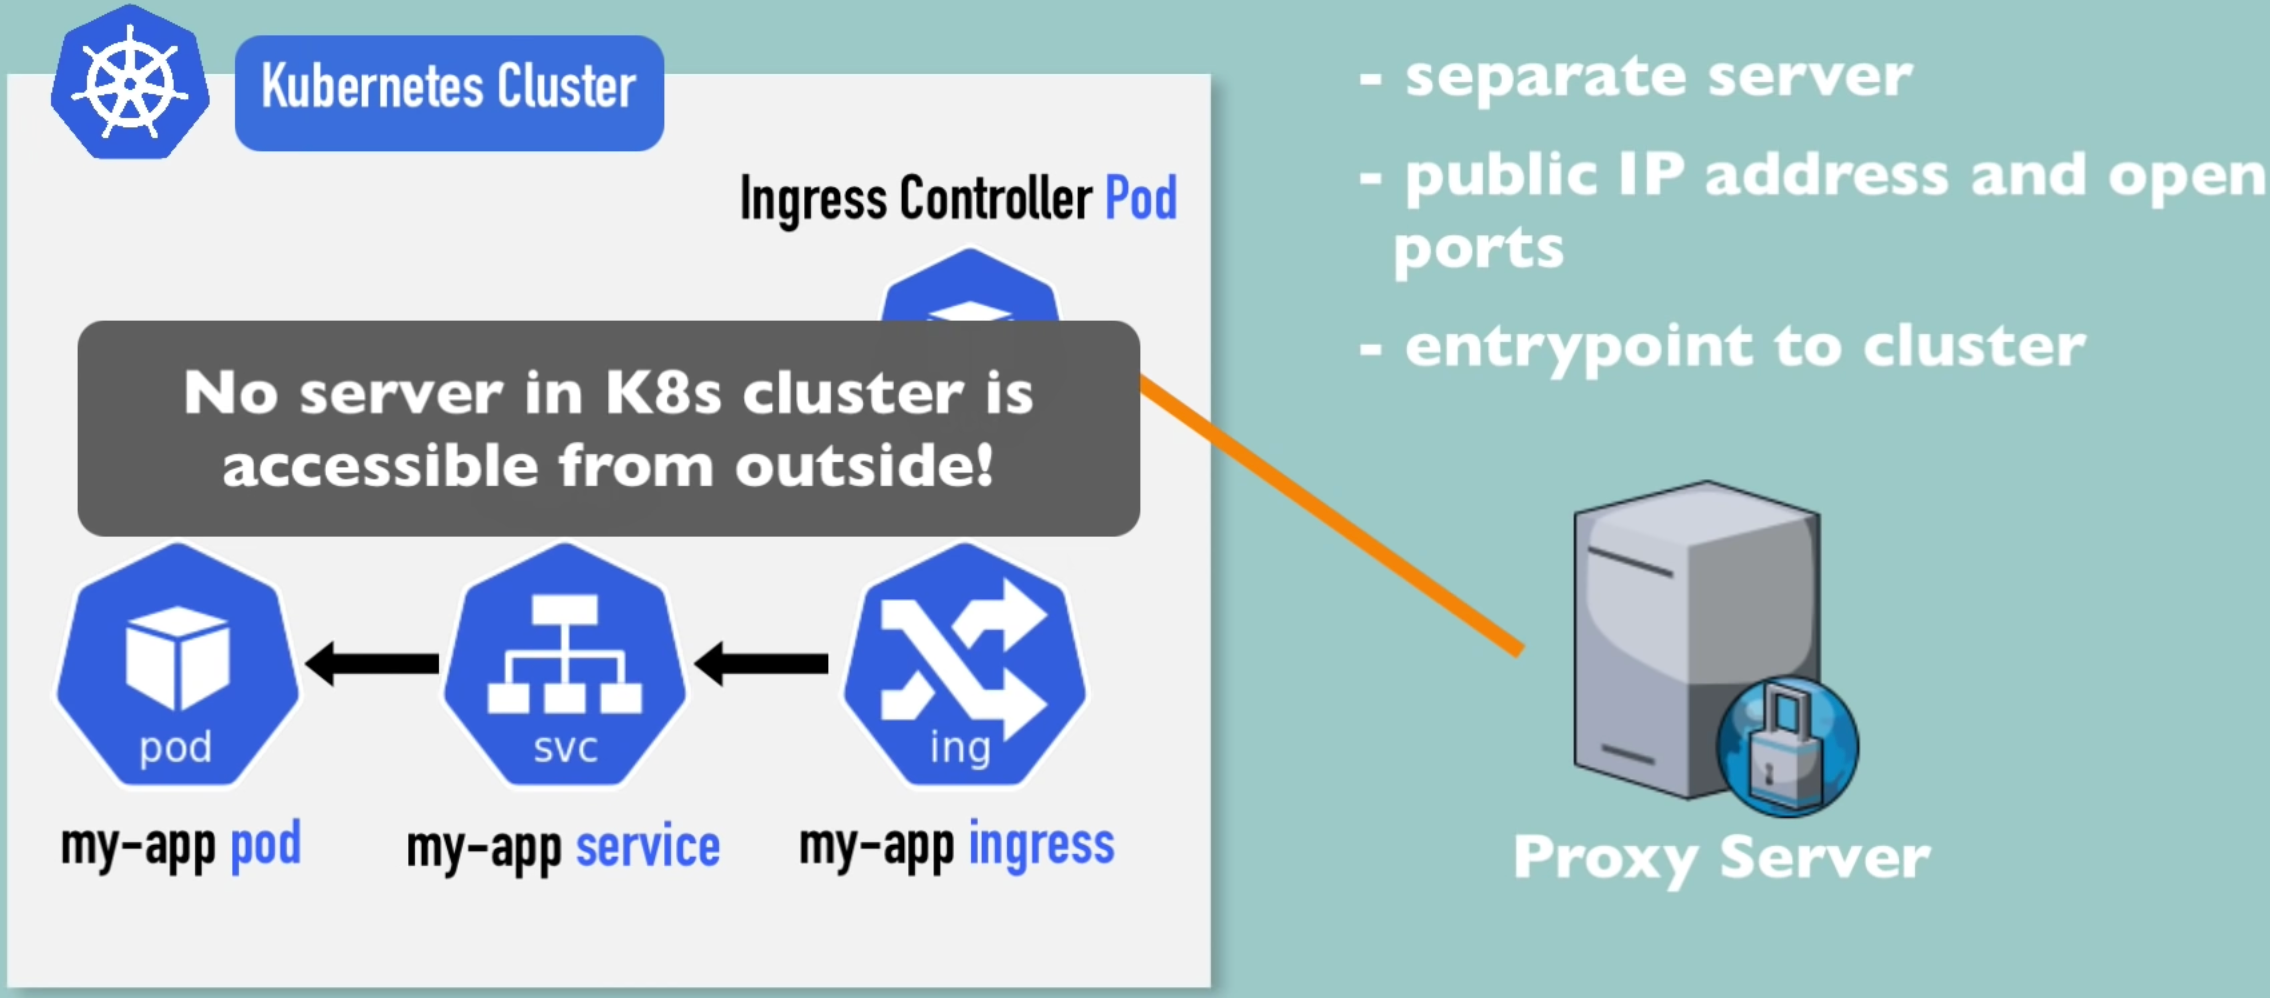 Kubernetes Cluster
Ingress Controller Pod
No server in K8s cluster is
accessible from outside!
pod
svc
ing
my-app pod
my-app service
my-app ingress
- separate server
- public IP address and open
ports
- entrypoint to cluster
Proxy Server